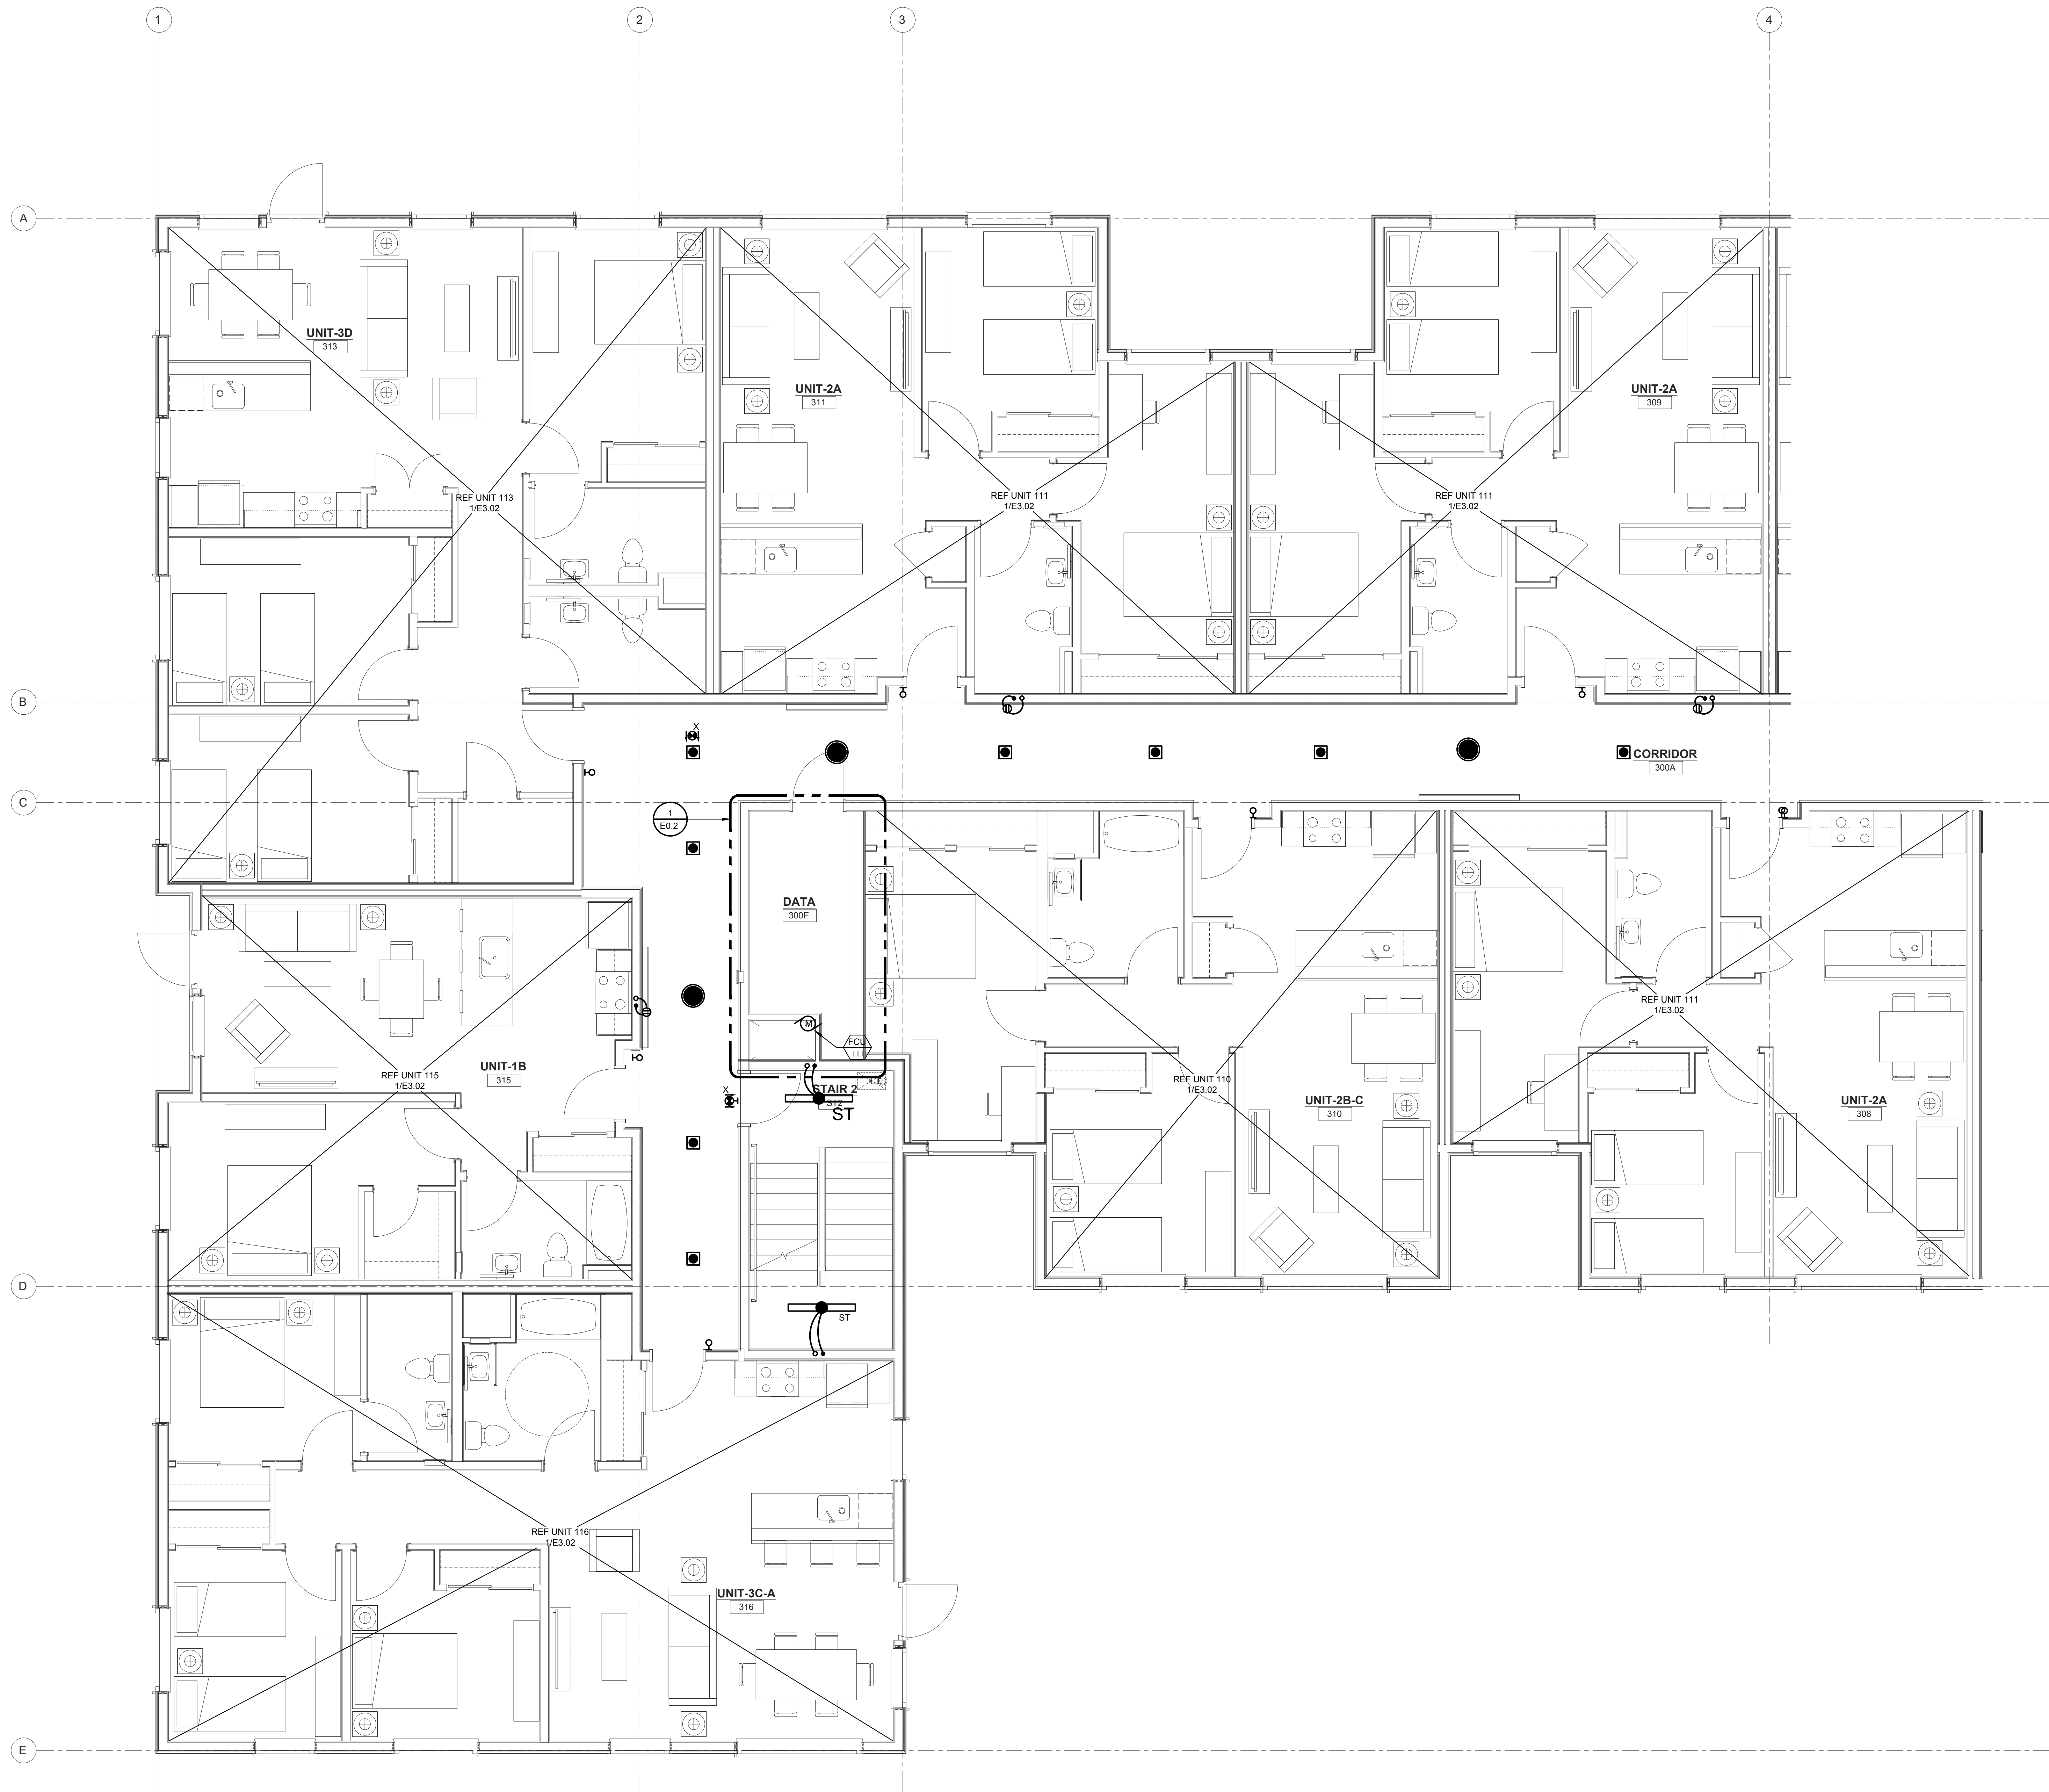 1
2
3
4
A
UNIT-3D
313
UNIT-2A
311
UNIT-2A
309
REF UNIT 113
1/E3.02
REF UNIT 111
1/E3.02
REF UNIT 111
1/E3.02
B
X
CORRIDOR
300A
C
1
E0.2
DATA
300E
M
FCU
REF UNIT 111
1/E3.02
UNIT-1B
315
REF UNIT 115
1/E3.02
X
STAIR 2
ST2
ST
REF UNIT 110
1/E3.02
UNIT-2B-C
310
UNIT-2A
308
D
ST
REF UNIT 116
1/E3.02
UNIT-3C-A
316
E